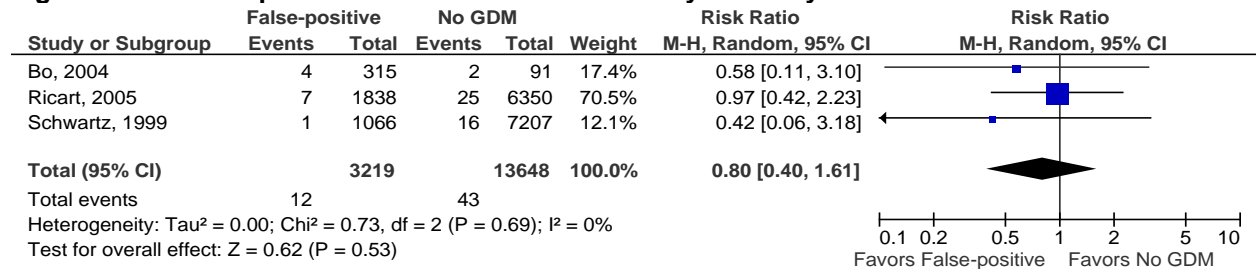 False-positive No GDM Risk Ratio Risk Ratio
Study or Subgroup Events Total Events Total Weight M-H, Random, 95% CI M-H, Random, 95% CI
Bo, 2004 4 315 2 91 17.4% 0.58 [0.11, 3.10]
Ricart, 2005 7 1838 25 6350 70.5% 0.97 [0.42, 2.23]
Schwartz, 1999 1 1066 16 7207 12.1% 0.42 [0.06, 3.18]
Total (95% CI) 3219 13648 100.0% 0.80 [0.40, 1.61]
Total events 12 43
Heterogeneity: Tau² = 0.00; Chi² = 0.73, df = 2 (P = 0.69); I² = 0%
Test for overall effect: Z = 0.62 (P = 0.53)
0.1 0.2 0.5 1 2 5 10
Favors False-positive Favors No GDM